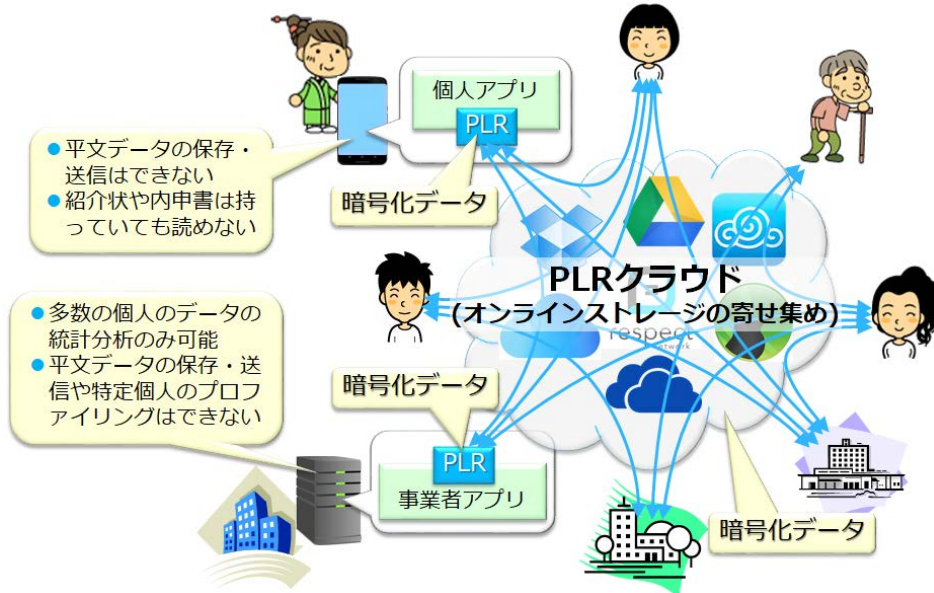 個人アプリ
PLR
●平文データの保存・
送信はできない
●紹介状や内申書は持
っていても読めない
暗号化データ
PLRクラウド
(オンラインストレージの寄せ集め)
respect
network
●多数の個人のデータの
統計分析のみ可能
●平文データの保存・送
信や特定個人のプロフ
ァイリングはできない
暗号化データ
PLR
事業者アプリ
暗号化データ